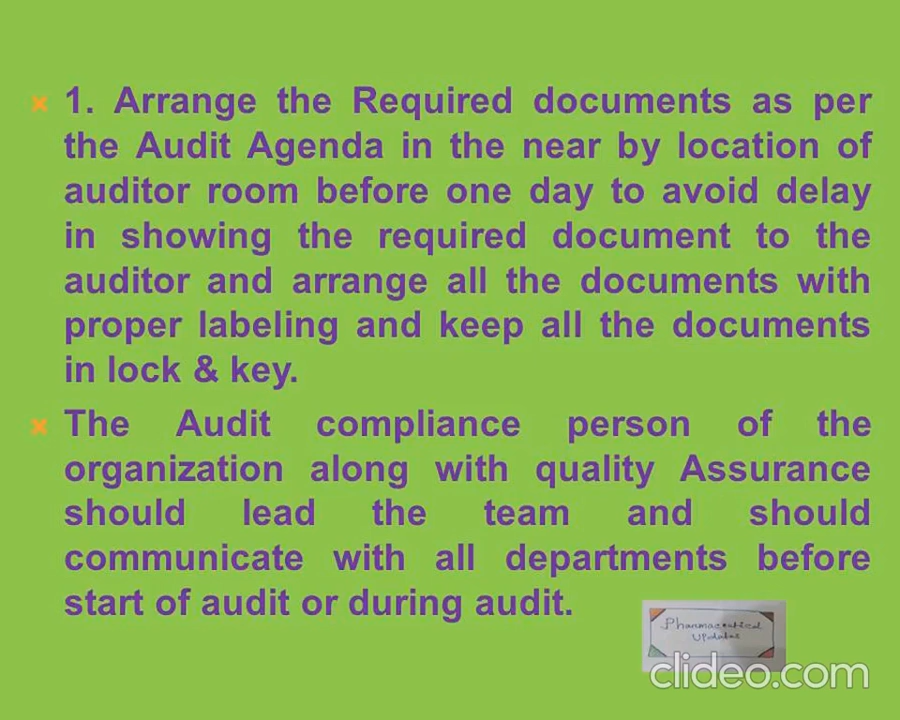 1. Arrange the Required documents as per
the Audit Agenda in the near by location of
auditor room before one day to avoid delay
in showing the required document to the
auditor and arrange all the documents with
proper labeling and keep all the documents
in lock & key.
The Audit compliance person of the
organization along with quality Assurance
should lead the team and should
communicate with all departments before
start of audit or during audit.
Pharmaceutical
Updates
clideo.com